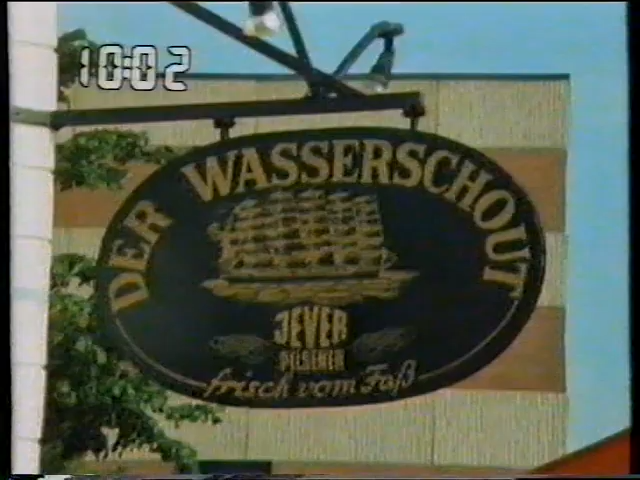 10:02
DER WASSERSCHOUT
JEVER
PILSENER
frisch vom Faß